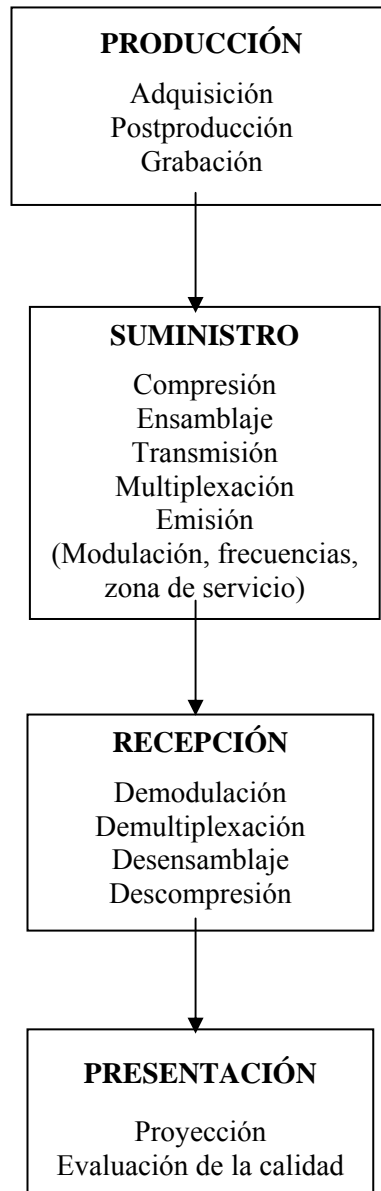 PRODUCCIÓN
Adquisición
Postproducción
Grabación
SUMINISTRO
Compresión
Ensamblaje
Transmisión
Multiplexación
Emisión
(Modulación, frecuencias,
zona de servicio)
RECEPCIÓN
Demodulación
Demultiplexación
Desensamblaje
Descompresión
PRESENTACIÓN
Proyección
Evaluación de la calidad